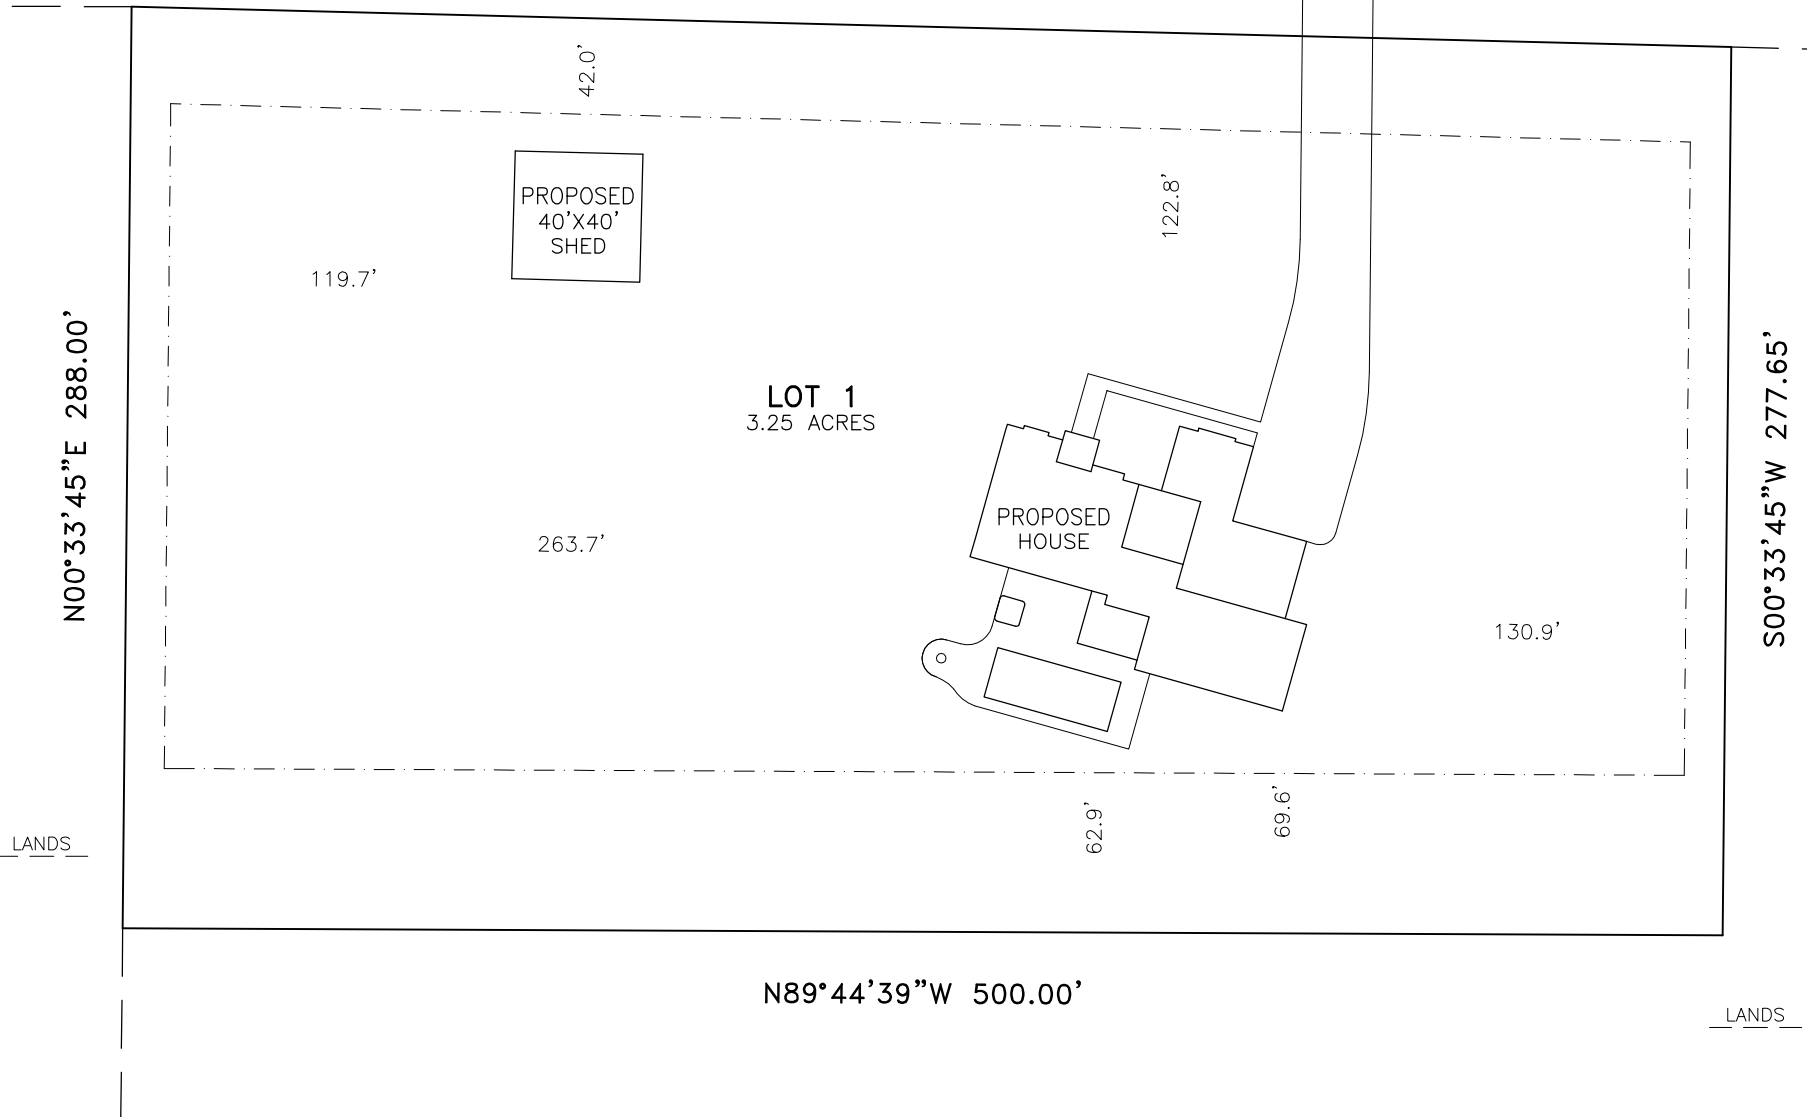 42.0'
122.8'
PROPOSED
40'X40'
SHED
119.7'
N00°33'45"E 288.00'
S00°33'45"W 277.65'
LOT 1
3.25 ACRES
PROPOSED
HOUSE
263.7'
130.9'
62.9'
69.6'
LANDS
N89°44'39"W 500.00'
LANDS